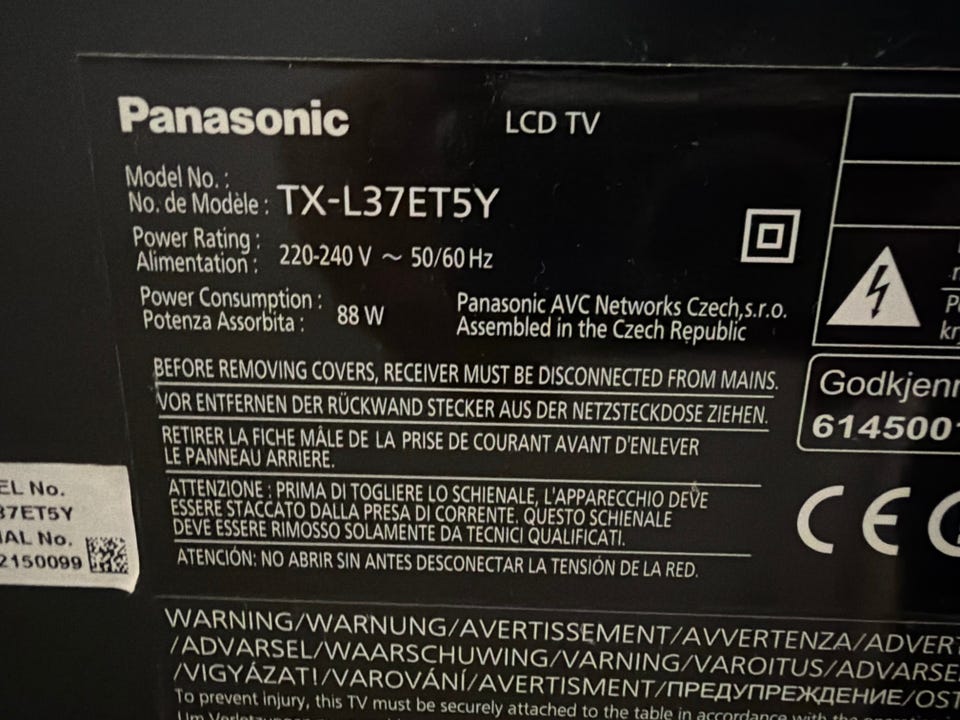 Panasonic
LCD TV
Model No. :
No. de Modèle : TX-L37ET5Y
Power Rating :
Alimentation : 220-240 V ~ 50/60 Hz
Power Consumption :
Potenza Assorbita : 88 W
Panasonic AVC Networks Czech,s.r.o.
Assembled in the Czech Republic
BEFORE REMOVING COVERS, RECEIVER MUST BE DISCONNECTED FROM MAINS.
VOR ENTFERNEN DER RÜCKWAND STECKER AUS DER NETZSTECKDOSE ZIEHEN.
RETIRER LA FICHE MÂLE DE LA PRISE DE COURANT AVANT D'ENLEVER
LE PANNEAU ARRIERE.
ATTENZIONE : PRIMA DI TOGLIERE LO SCHIENALE, L'APPARECCHIO DEVE
ESSERE STACCATO DALLA PRESA DI CORRENTE. QUESTO SCHIENALE
DEVE ESSERE RIMOSSO SOLAMENTE DA TECNICI QUALIFICATI.
ATENCIÓN: NO ABRIR SIN ANTES DESCONECTAR LA TENSIÓN DE LA RED.
Godkjenn
6145001
CE
EL No.
37ET5Y
IAL No.
2150099
WARNING/WARNUNG/AVERTISSEMENT/AVVERTENZA/ADVERT
/ADVARSEL/WAARSCHUWING/VARNING/VAROITUS/ADVARSE
/VIGYÁZAT!/VAROVÁNÍ/AVERTISMENT/ПРЕДУПРЕЖДЕНИЕ/OST
To prevent injury, this TV must be securely attached to the table in accordance with the